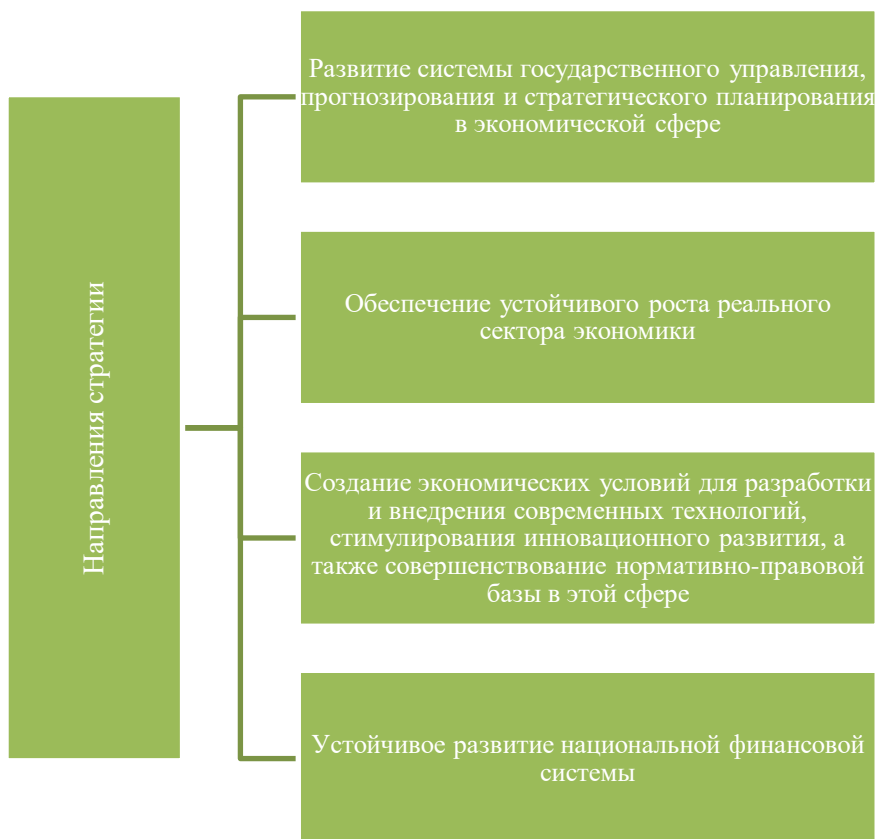 Направления стратегии
Развитие системы государственного управления,
прогнозирования и стратегического планирования
в экономической сфере
Обеспечение устойчивого роста реального
сектора экономики
Создание экономических условий для разработки
и внедрения современных технологий,
стимулирования инновационного развития, а
также совершенствование нормативно-правовой
базы в этой сфере
Устойчивое развитие национальной финансовой
системы